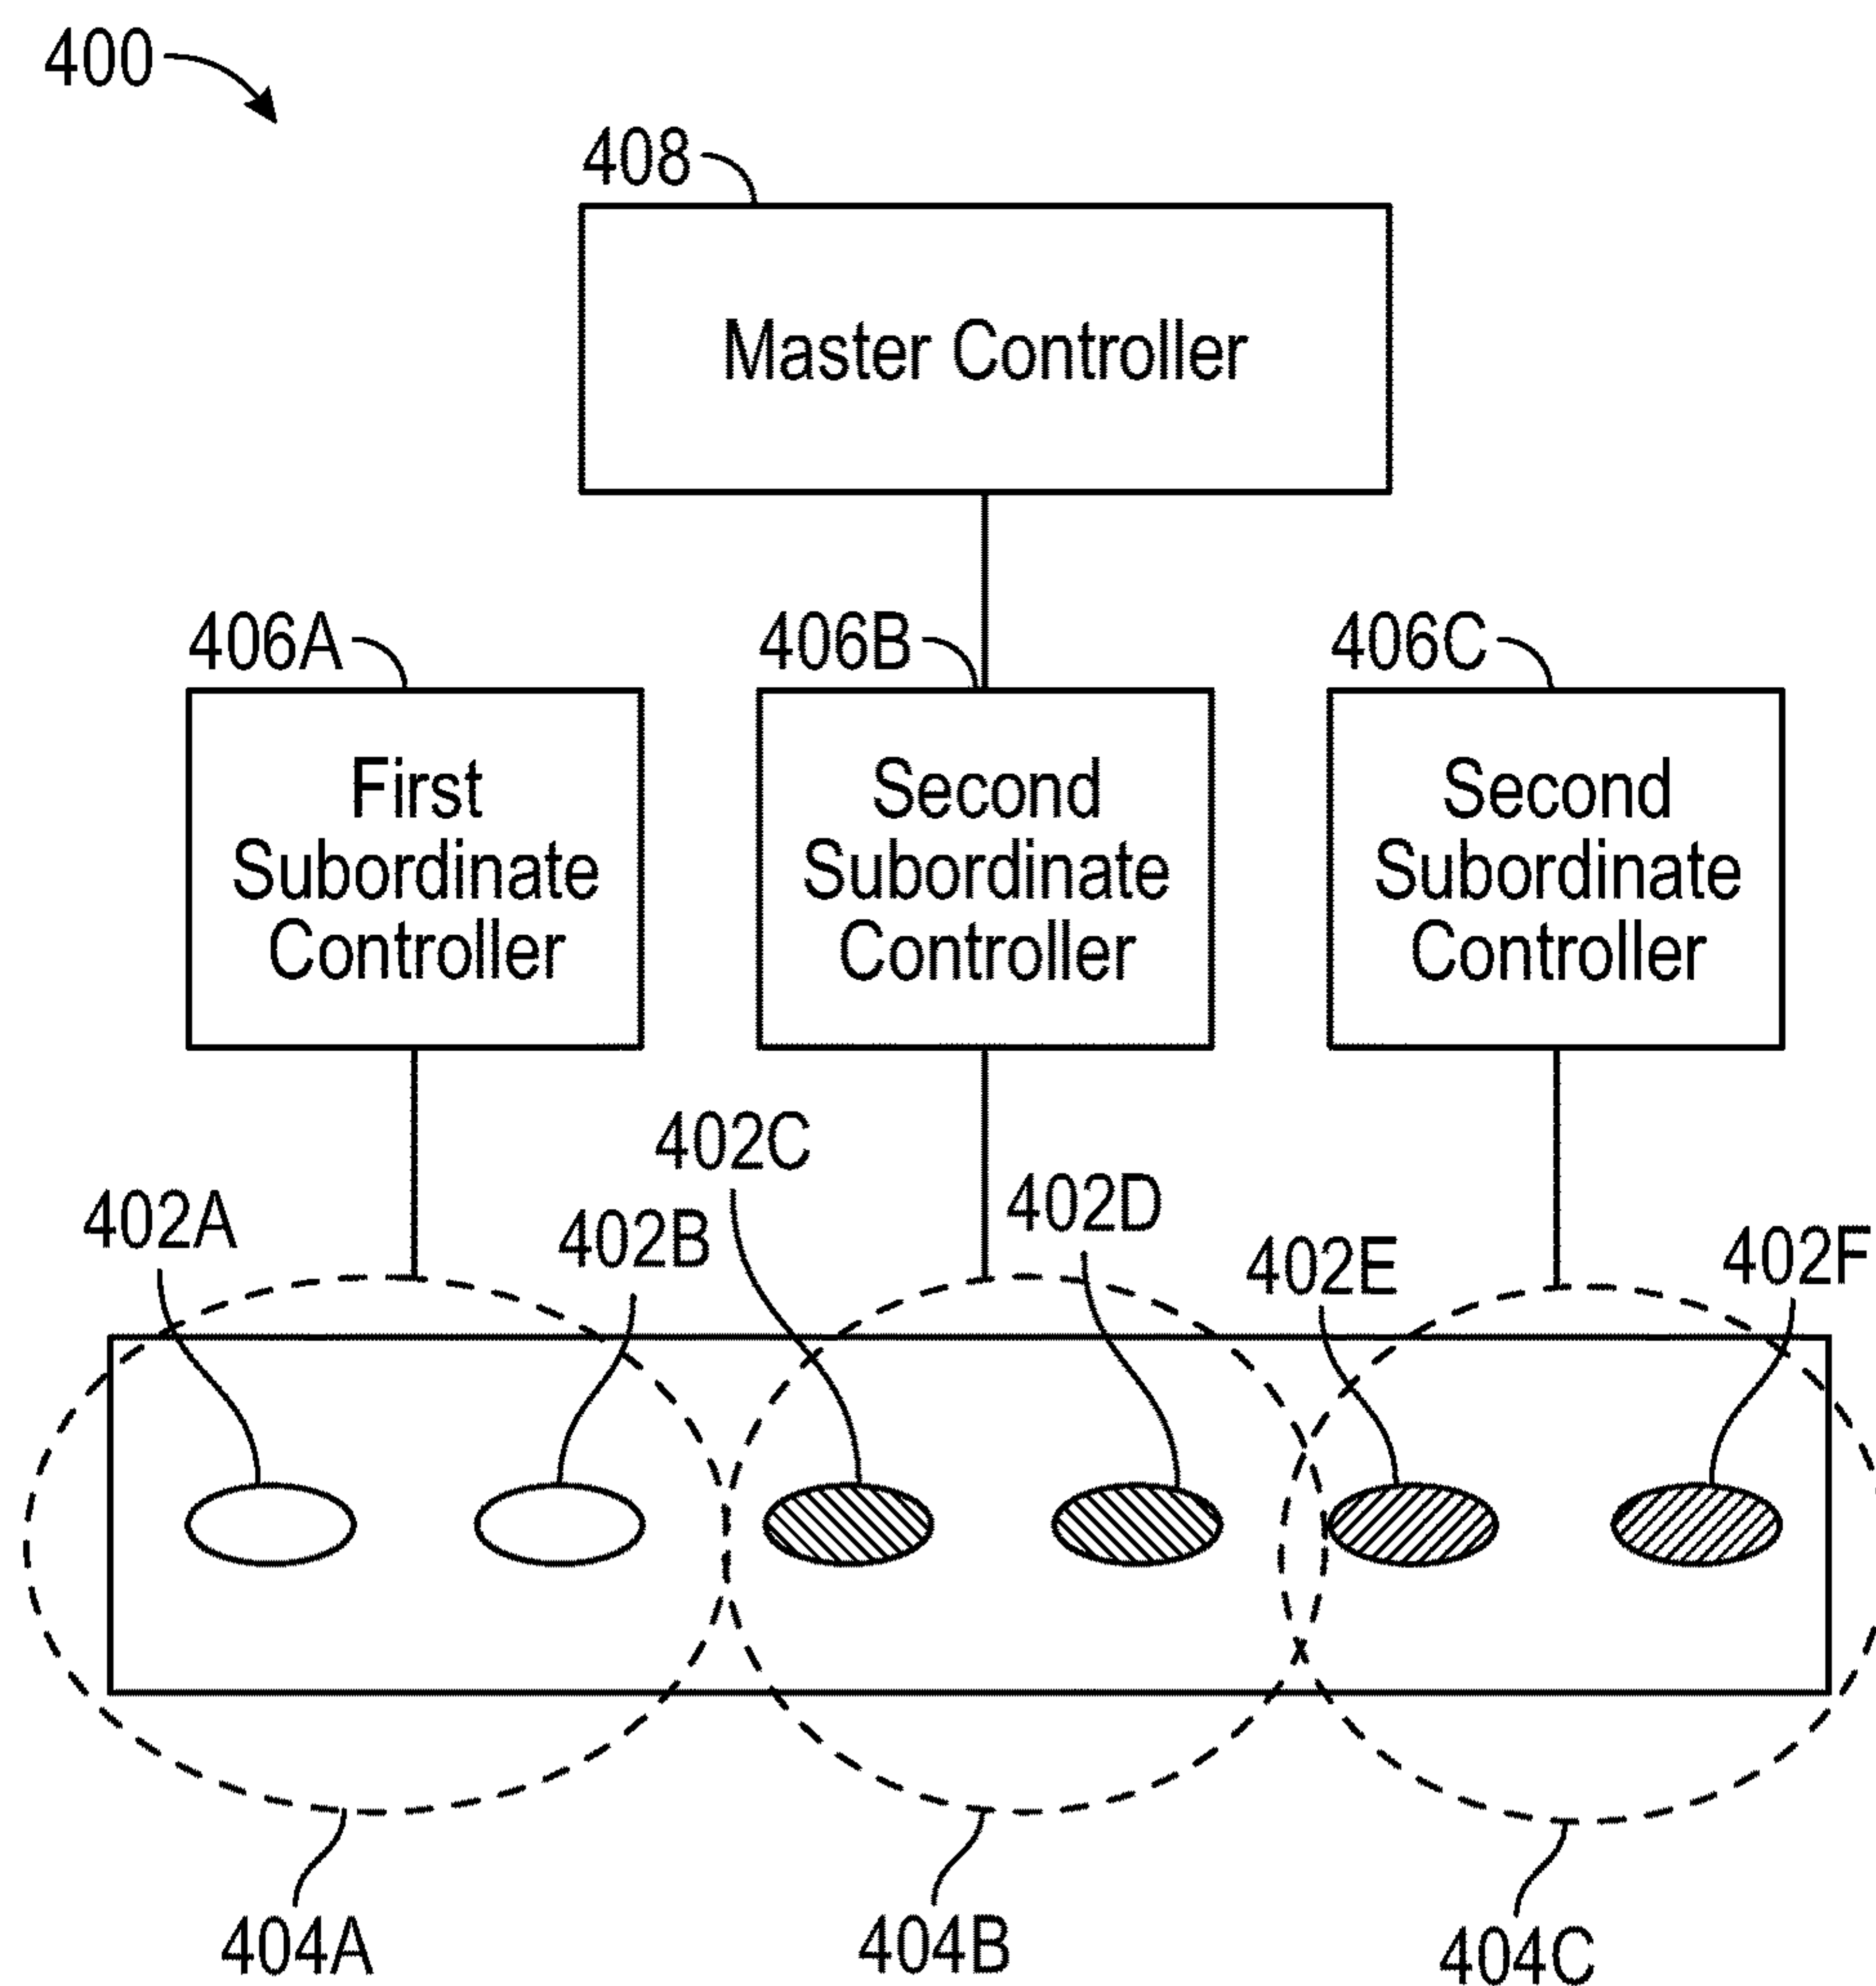 400
408
Master Controller
406A
406B
406C
First
Subordinate
Controller
Second
Subordinate
Controller
Second
Subordinate
Controller
402A
402B
402C
402D
402E
402F
404A
404B
404C